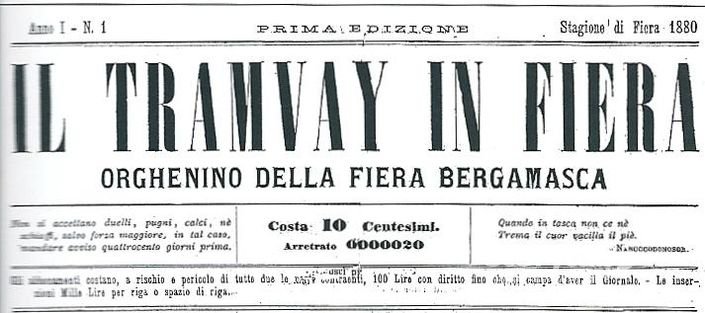 Anno I - N. 1
PRIMA EDIZIONE
Stagione di Fiera 1880
IL TRAMVAY IN FIERA
ORGHENINO DELLA FIERA BERGAMASCA
Non si accettano duelli, pugni, calci, nè
schiaffi, salvo forza maggiore, in tal caso,
mandare avviso quattrocento giorni prima.
Costa 10 Centesimi.
Arretrato 0000020
Quando in tasca non ce nè
Trema il cuor vacilla il piè.
Gli abbonamenti costano, a rischio e pericolo di tutto due le contraenti, 100 Lire con diritto fino che campa d'aver il Giornale. - Le inser-
zioni Mille Lire per riga o spazio di riga.